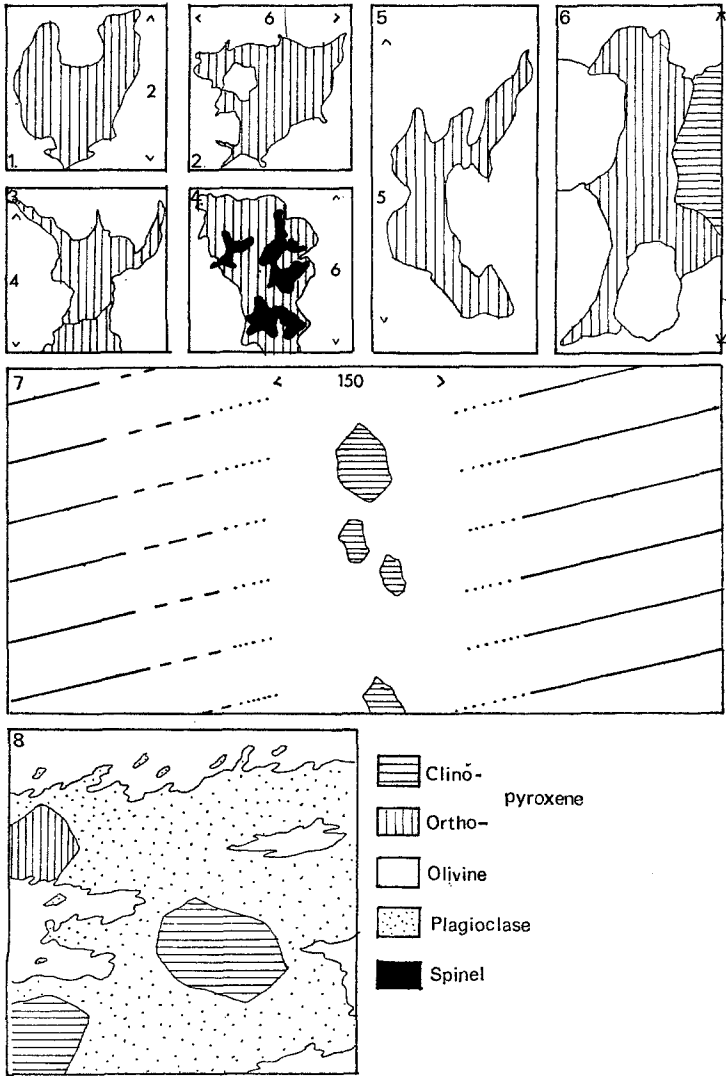 1.
2
2.
6
3
4
4
6
5
5
6
7
150
8
Clino-
pyroxene
Ortho-
Olivine
Plagioclase
Spinel